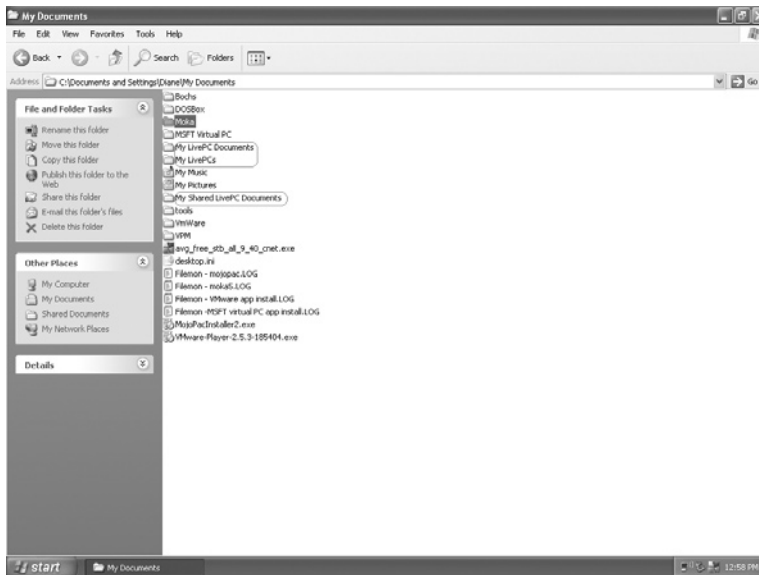 My Documents
File Edit View Favorites Tools Help
Back Search Folders
Address C:\Documents and Settings\Diane\My Documents Go
File and Folder Tasks
Rename this folder
Move this folder
Copy this folder
Publish this folder to the
Web
Share this folder
E-mail this folder's files
Delete this folder
Other Places
My Computer
My Documents
Shared Documents
My Network Places
Details
Bochs
DOSBox
Moka
MSFT Virtual PC
My LivePC Documents
My LivePCs
My Music
My Pictures
My Shared LivePC Documents
tools
VmWare
VPM
avg_free_stb_all_9_40_cnet.exe
desktop.ini
Filemon - mojopac.LOG
Filemon - moka5.LOG
Filemon - VMware app install.LOG
Filemon -MSFT virtual PC app install.LOG
MojoPacInstaller2.exe
VMware-Player-2.5.3-185404.exe
start My Documents 12:58 PM